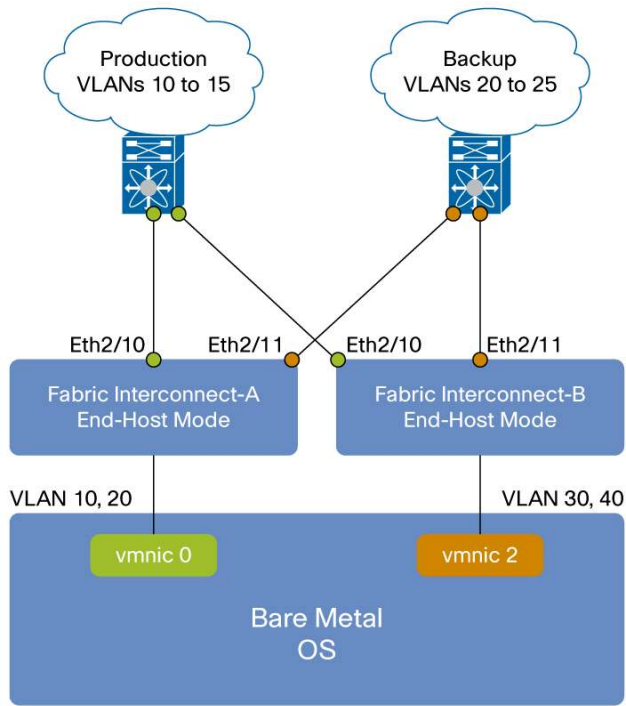 Production
VLANs 10 to 15
Backup
VLANs 20 to 25
Eth2/10
Eth2/11
Eth2/10
Eth2/11
Fabric Interconnect-A
End-Host Mode
Fabric Interconnect-B
End-Host Mode
VLAN 10, 20
VLAN 30, 40
vmnic 0
vmnic 2
Bare Metal
OS